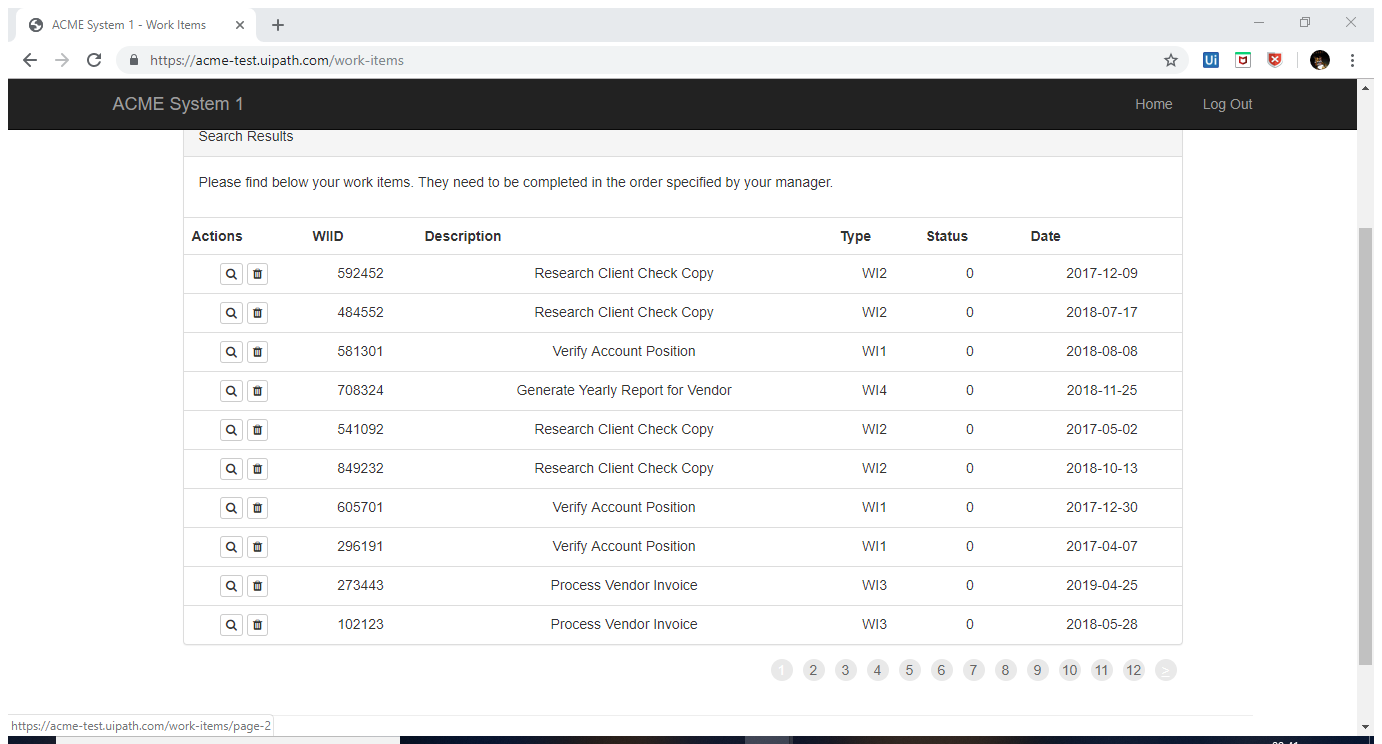 ACME System 1 - Work Items
https://acme-test.uipath.com/work-items
Ui
ACME System 1 Home Log Out
Search Results
Please find below your work items. They need to be completed in the order specified by your manager.
Actions WIID Description Type Status Date
592452 Research Client Check Copy WI2 0 2017-12-09
484552 Research Client Check Copy WI2 0 2018-07-17
581301 Verify Account Position WI1 0 2018-08-08
708324 Generate Yearly Report for Vendor WI4 0 2018-11-25
541092 Research Client Check Copy WI2 0 2017-05-02
849232 Research Client Check Copy WI2 0 2018-10-13
605701 Verify Account Position WI1 0 2017-12-30
296191 Verify Account Position WI1 0 2017-04-07
273443 Process Vendor Invoice WI3 0 2019-04-25
102123 Process Vendor Invoice WI3 0 2018-05-28
1 2 3 4 5 6 7 8 9 10 11 12 >
https://acme-test.uipath.com/work-items/page-2